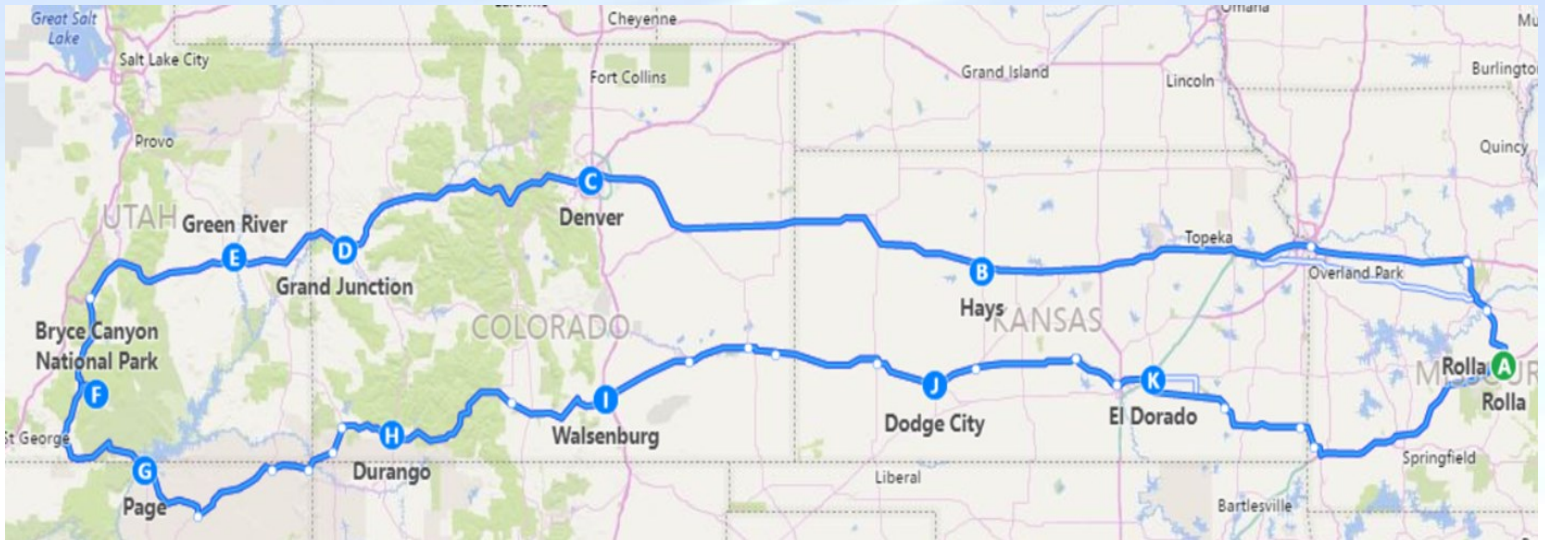 Great Salt
Lake
Salt Lake City
Provo
UTAH
Green River
E
Bryce Canyon
National Park
F
St George
G
Page
Cheyenne
Fort Collins
C
Denver
D
Grand Junction
COLORADO
H
Durango
I
Walsenburg
Grand Island
Lincoln
Omaha
B
Hays
KANSAS
Topeka
Overland Park
J
Dodge City
K
El Dorado
Liberal
Bartlesville
Burlingto
Quincy
Mu
Rolla
A
Rolla
Springfield